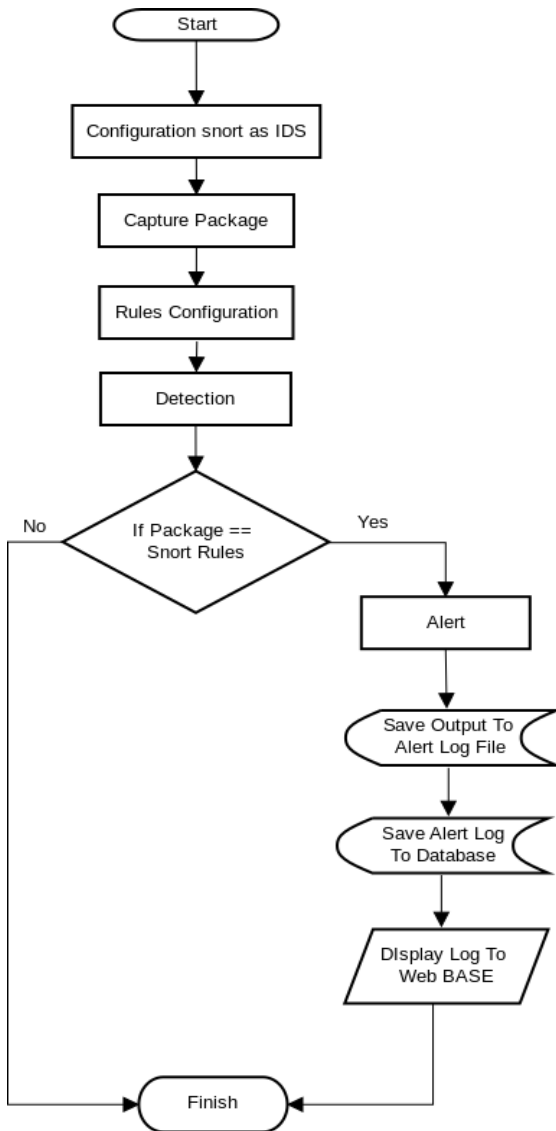 Start
Configuration snort as IDS
Capture Package
Rules Configuration
Detection
If Package ==
Snort Rules
No
Yes
Alert
Save Output To
Alert Log File
Save Alert Log
To Database
DIsplay Log To
Web BASE
Finish